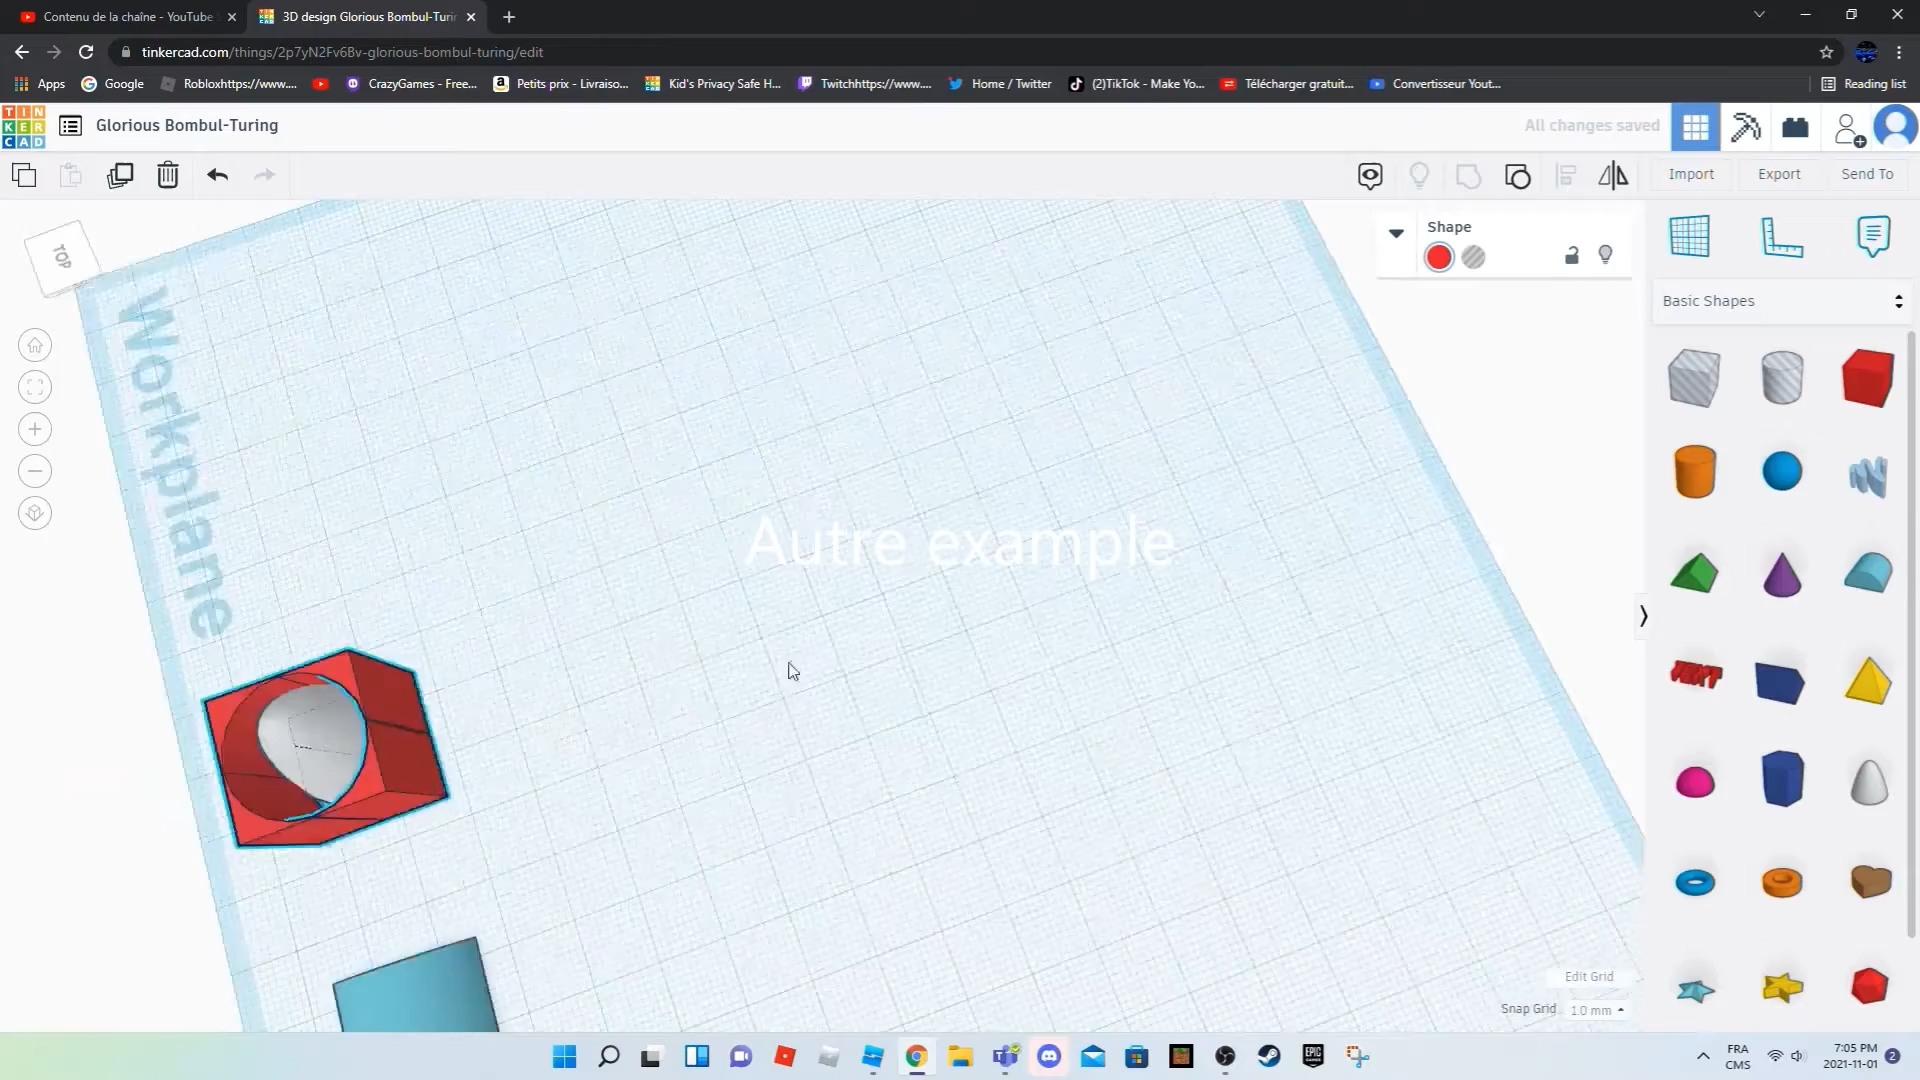 Contenu de la chaîne - YouTube
3D design Glorious Bombul-Turin
tinkercad.com/things/2p7yN2Fv6Bv-glorious-bombul-turing/edit
Apps
Google
Robloxhttps://www....
CrazyGames - Free...
Petits prix - Livraiso...
Kid's Privacy Safe H...
Twitchhttps://www....
Home / Twitter
(2)TikTok - Make Yo...
Télécharger gratuit...
Convertisseur Yout...
Reading list
TIN
KER
CAD
Glorious Bombul-Turing
All changes saved
Import
Export
Send To
TOP
Workplane
Shape
Basic Shapes
Autre example
TEXT
Edit Grid
Snap Grid
1.0 mm
FRA
CMS
7:05 PM
2021-11-01
2
EPIC